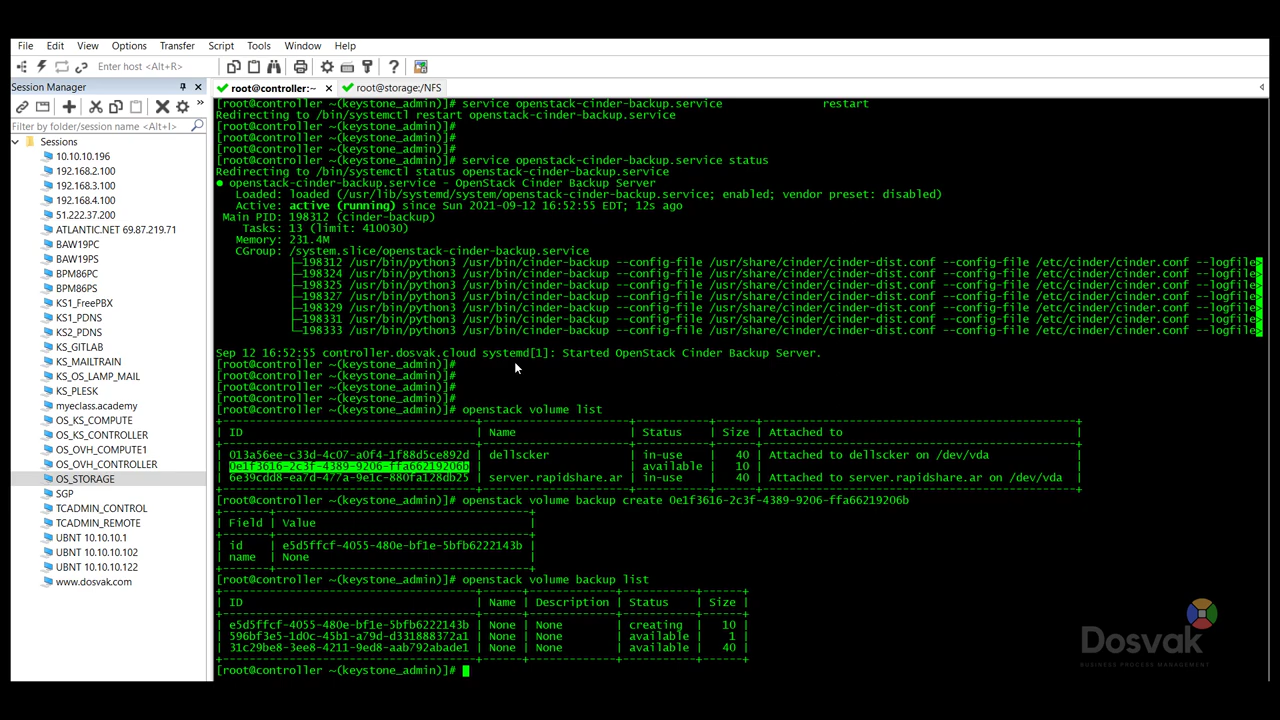 File Edit View Options Transfer Script Tools Window Help
Enter host <Alt+R>
Session Manager
root@controller:~
root@storage:/NFS
Filter by folder/session name <Alt+I>
Sessions
10.10.10.196
192.168.2.100
192.168.3.100
192.168.4.100
51.222.37.200
ATLANTIC.NET 69.87.219.71
BAW19PC
BAW19PS
BPM86PC
BPM86PS
KS1_FreePBX
KS1_PDNS
KS2_PDNS
KS_GITLAB
KS_MAILTRAIN
KS_OS_LAMP_MAIL
KS_PLESK
myeclass.academy
OS_KS_COMPUTE
OS_KS_CONTROLLER
OS_OVH_COMPUTE1
OS_OVH_CONTROLLER
OS_STORAGE
SGP
TCADMIN_CONTROL
TCADMIN_REMOTE
UBNT 10.10.10.1
UBNT 10.10.10.102
UBNT 10.10.10.122
www.dosvak.com
[root@controller ~(keystone_admin)]# service openstack-cinder-backup.service restart
Redirecting to /bin/systemctl restart openstack-cinder-backup.service
[root@controller ~(keystone_admin)]#
[root@controller ~(keystone_admin)]#
[root@controller ~(keystone_admin)]#
[root@controller ~(keystone_admin)]# service openstack-cinder-backup.service status
Redirecting to /bin/systemctl status openstack-cinder-backup.service
● openstack-cinder-backup.service - OpenStack Cinder Backup Server
Loaded: loaded (/usr/lib/systemd/system/openstack-cinder-backup.service; enabled; vendor preset: disabled)
Active: active (running) since Sun 2021-09-12 16:52:55 EDT; 12s ago
Main PID: 198312 (cinder-backup)
Tasks: 13 (limit: 410030)
Memory: 231.4M
CGroup: /system.slice/openstack-cinder-backup.service
├─198312 /usr/bin/python3 /usr/bin/cinder-backup --config-file /usr/share/cinder/cinder-dist.conf --config-file /etc/cinder/cinder.conf --logfile>
├─198324 /usr/bin/python3 /usr/bin/cinder-backup --config-file /usr/share/cinder/cinder-dist.conf --config-file /etc/cinder/cinder.conf --logfile>
├─198325 /usr/bin/python3 /usr/bin/cinder-backup --config-file /usr/share/cinder/cinder-dist.conf --config-file /etc/cinder/cinder.conf --logfile>
├─198327 /usr/bin/python3 /usr/bin/cinder-backup --config-file /usr/share/cinder/cinder-dist.conf --config-file /etc/cinder/cinder.conf --logfile>
├─198329 /usr/bin/python3 /usr/bin/cinder-backup --config-file /usr/share/cinder/cinder-dist.conf --config-file /etc/cinder/cinder.conf --logfile>
├─198331 /usr/bin/python3 /usr/bin/cinder-backup --config-file /usr/share/cinder/cinder-dist.conf --config-file /etc/cinder/cinder.conf --logfile>
└─198333 /usr/bin/python3 /usr/bin/cinder-backup --config-file /usr/share/cinder/cinder-dist.conf --config-file /etc/cinder/cinder.conf --logfile>
Sep 12 16:52:55 controller.dosvak.cloud systemd[1]: Started OpenStack Cinder Backup Server.
[root@controller ~(keystone_admin)]#
[root@controller ~(keystone_admin)]#
[root@controller ~(keystone_admin)]#
[root@controller ~(keystone_admin)]#
[root@controller ~(keystone_admin)]# openstack volume list
| ID | Name | Status | Size | Attached to
| 013a56ee-c33d-4c07-a0f4-1f88d5ce892d | dellscker | in-use | 40 | Attached to dellscker on /dev/vda |
| 0e1f3616-2c3f-4389-9206-ffa66219206b | | available | 10 | |
| 6e39cdd8-ea7d-477a-9e1c-880fa128db25 | server.rapidshare.ar | in-use | 40 | Attached to server.rapidshare.ar on /dev/vda |
[root@controller ~(keystone_admin)]# openstack volume backup create 0e1f3616-2c3f-4389-9206-ffa66219206b
| Field | Value |
| id | e5d5ffcf-4055-480e-bf1e-5bfb6222143b |
| name | None |
[root@controller ~(keystone_admin)]# openstack volume backup list
| ID | Name | Description | Status | Size |
| e5d5ffcf-4055-480e-bf1e-5bfb6222143b | None | None | creating | 10 |
| 596bf3e5-1d0c-45b1-a79d-d331888372a1 | None | None | available | 1 |
| 31c29be8-3ee8-4211-9ed8-aab792abade1 | None | None | available | 40 |
[root@controller ~(keystone_admin)]#
Dosvak
BUSINESS PROCESS MANAGEMENT